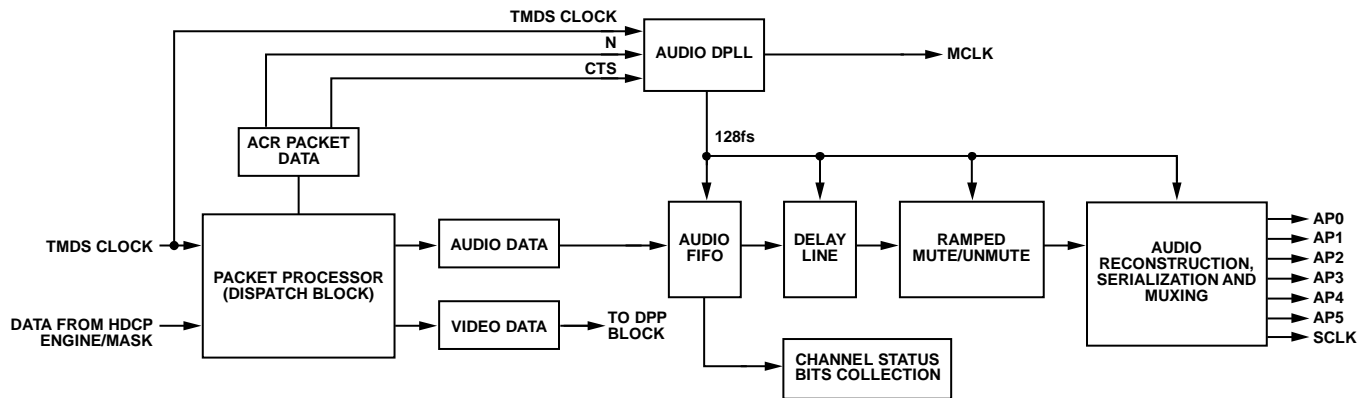 TMDS CLOCK
N
CTS
AUDIO DPLL
MCLK
ACR PACKET
DATA
128fs
TMDS CLOCK
DATA FROM HDCP
ENGINE/MASK
PACKET PROCESSOR
(DISPATCH BLOCK)
AUDIO DATA
VIDEO DATA
TO DPP
BLOCK
AUDIO
FIFO
DELAY
LINE
RAMPED
MUTE/UNMUTE
AUDIO
RECONSTRUCTION,
SERIALIZATION AND
MUXING
AP0
AP1
AP2
AP3
AP4
AP5
SCLK
CHANNEL STATUS
BITS COLLECTION